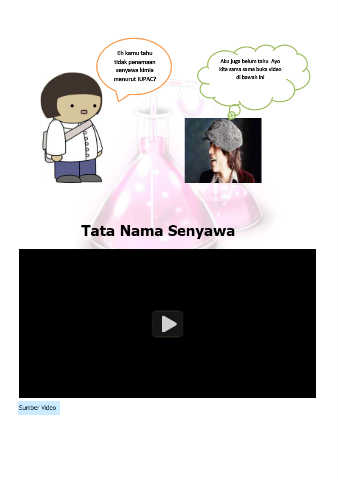 Eh kamu tahu
tidak penamaan
senyawa kimia
menurut IUPAC?
Aku juga belum tahu. Ayo
kita sama sama buka video
di bawah ini
Tata Nama Senyawa
Sumber Video